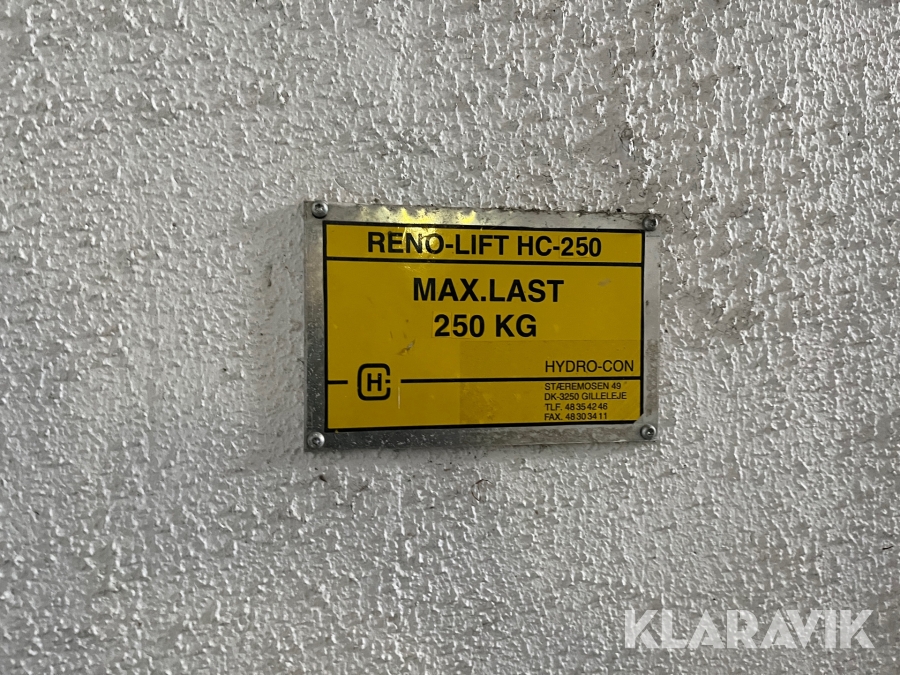 RENO-LIFT HC-250
MAX.LAST
250 KG
HYDRO-CON
H
STÆREMOSEN 49
DK-3250 GILLELEJE
TLF. 48 35 42 46
FAX. 48 30 34 11
KLARAVIK